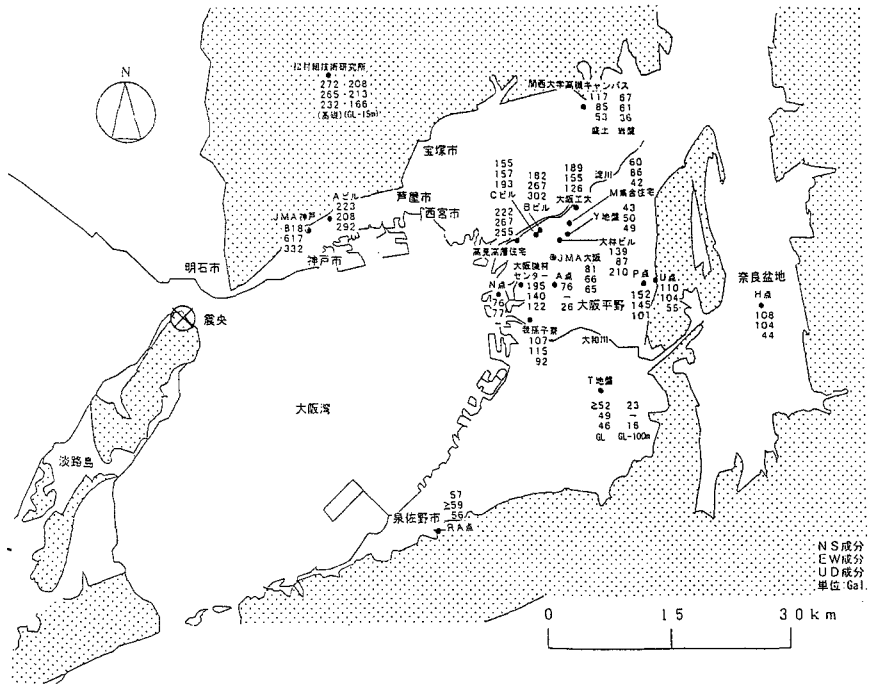 N
松村組技術研究所
272・208
265・213
232・166
(基礎)(GL-15m)
関西大学高槻キャンパス
117 67
85 61
53 36
盛土 岩盤
宝塚市
芦屋市
西宮市
Aビル
223
208
292
JMA神戸
818
617
332
神戸市
明石市
震央
155
157
193
Cビル
182
267
302
Bビル
189
155
126
大阪工大
淀川
60
86
42
M集合住宅
43
50
49
Y地盤
222
267
255
高見高層住宅
大林ビル
139
87
210
JMA大阪
81
66
65
大阪機材
センター
195
140
122
A点
76
−
26
N点
76
77
大阪平野
P点
152
145
101
U点
110
104
55
奈良盆地
H点
108
104
44
我孫子寮
107
115
92
大和川
T地盤
≧52 23
49 −
46 16
GL GL-100m
大阪湾
淡路島
泉佐野市
57
≧59
56
RA点
NS成分
EW成分
UD成分
単位:Gal.
0 15 30km